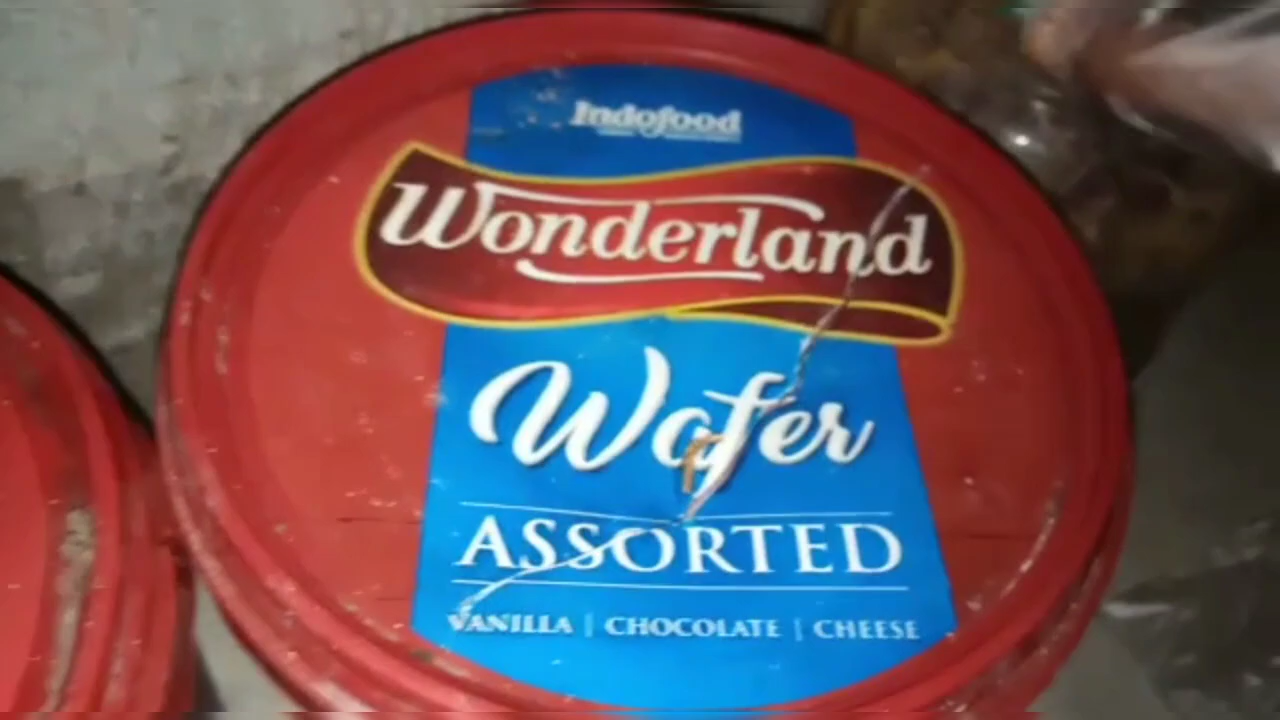 Indofood
Wonderland
Wafer
ASSORTED
VANILLA | CHOCOLATE | CHEESE